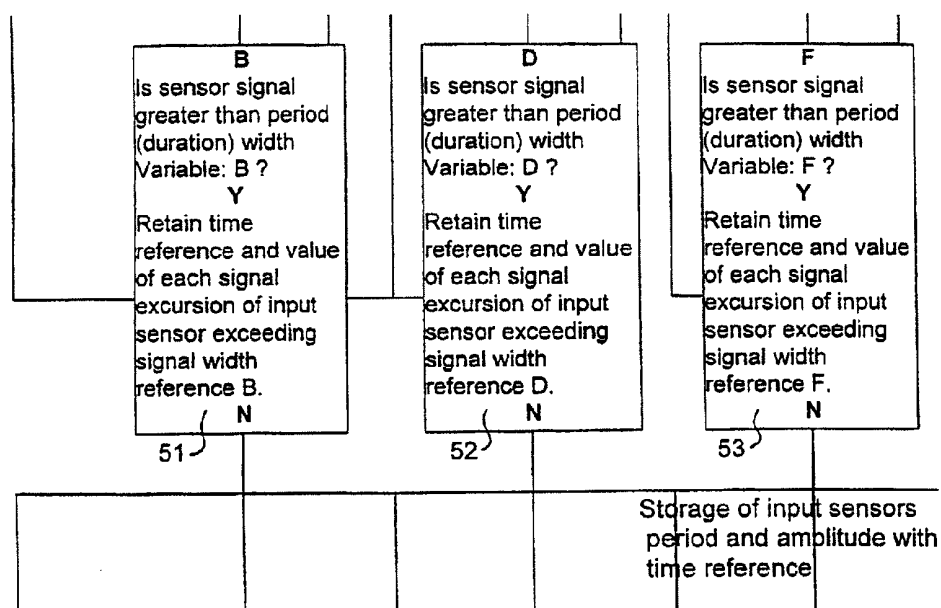 B
Is sensor signal
greater than period
(duration) width
Variable: B ?
Y
Retain time
reference and value
of each signal
excursion of input
sensor exceeding
signal width
reference B.
N
51
D
Is sensor signal
greater than period
(duration) width
Variable: D ?
Y
Retain time
reference and value
of each signal
excursion of input
sensor exceeding
signal width
reference D.
N
52
F
Is sensor signal
greater than period
(duration) width
Variable: F ?
Y
Retain time
reference and value
of each signal
excursion of input
sensor exceeding
signal width
reference F.
N
53
Storage of input sensors
period and amplitude with
time reference